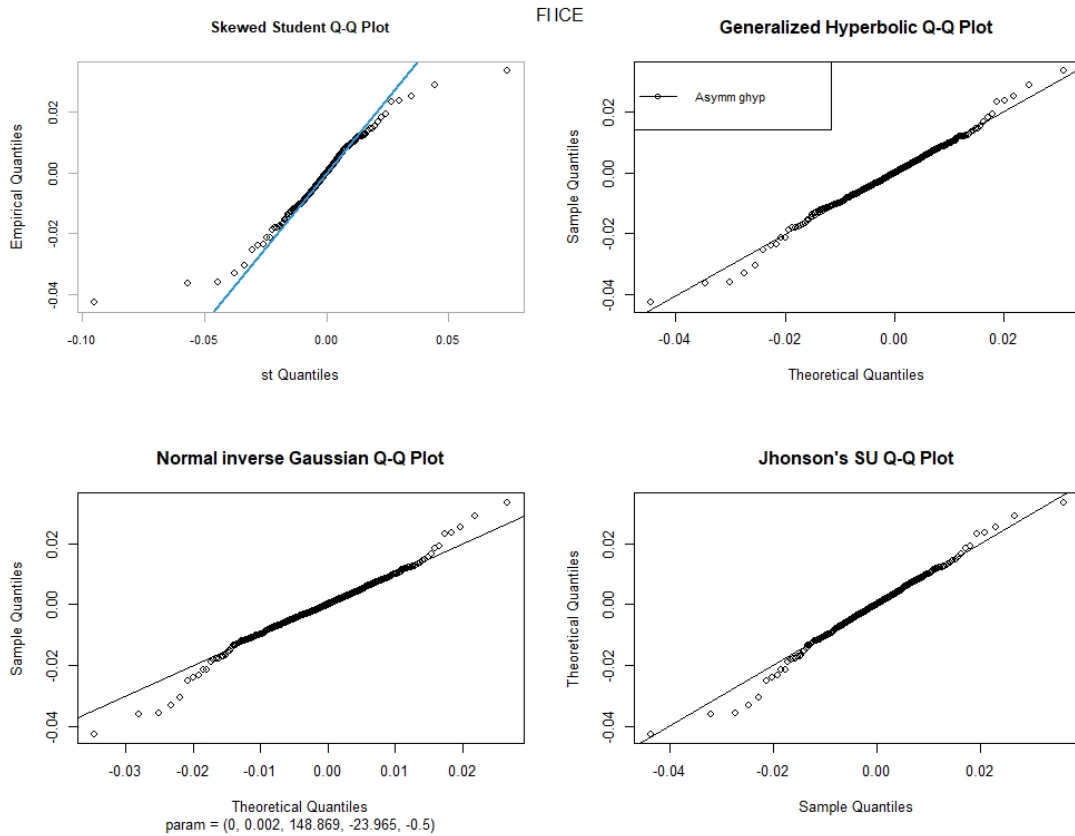 FIICE
Skewed Student Q-Q Plot
Empirical Quantiles
0.02
0.00
-0.02
-0.04
-0.10
-0.05
0.00
0.05
st Quantiles
Generalized Hyperbolic Q-Q Plot
Asymm ghyp
Sample Quantiles
0.02
0.00
-0.02
-0.04
-0.04
-0.02
0.00
0.02
Theoretical Quantiles
Normal inverse Gaussian Q-Q Plot
Sample Quantiles
0.02
0.00
-0.02
-0.04
-0.03
-0.01
0.00
0.01
0.02
Theoretical Quantiles
param = (0, 0.002, 148.869, -23.965, -0.5)
Jhonson's SU Q-Q Plot
Theoretical Quantiles
0.02
0.00
-0.02
-0.04
-0.04
-0.02
0.00
0.02
Sample Quantiles